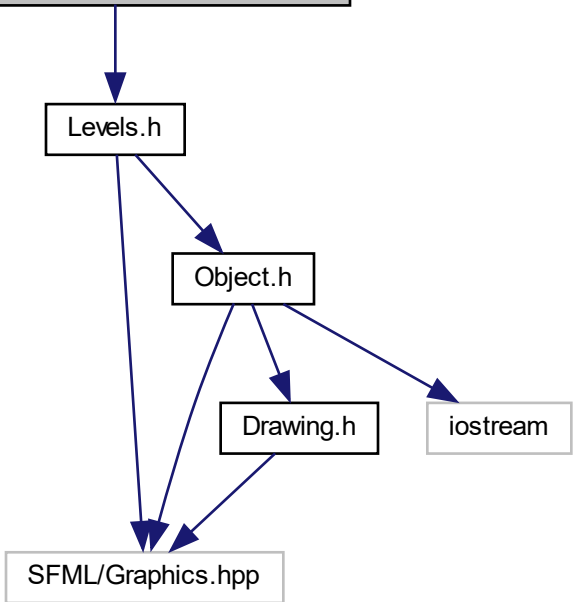 Levels.h
Object.h
Drawing.h
iostream
SFML/Graphics.hpp